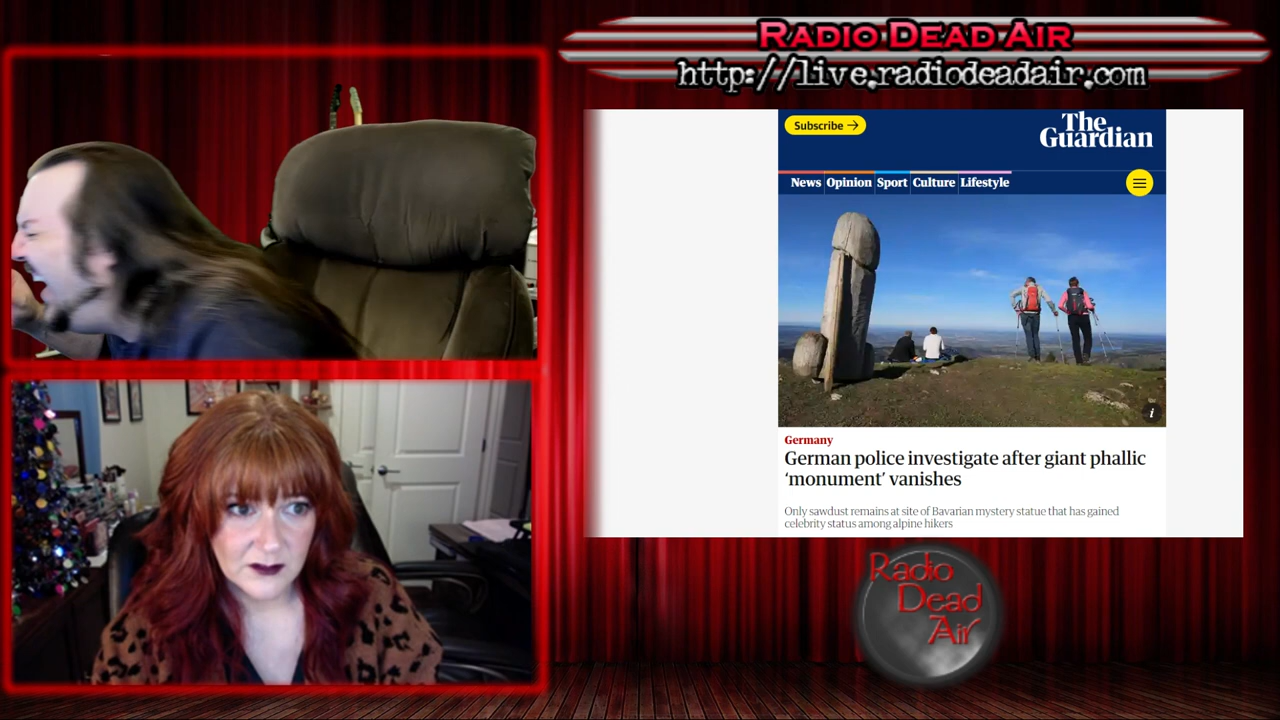 RADIO DEAD AIR
http://live.radiodeadair.com
Subscribe →
The
Guardian
News
Opinion
Sport
Culture
Lifestyle
i
Germany
German police investigate after giant phallic
‘monument’ vanishes
Only sawdust remains at site of Bavarian mystery statue that has gained
celebrity status among alpine hikers
Radio
Dead
Air